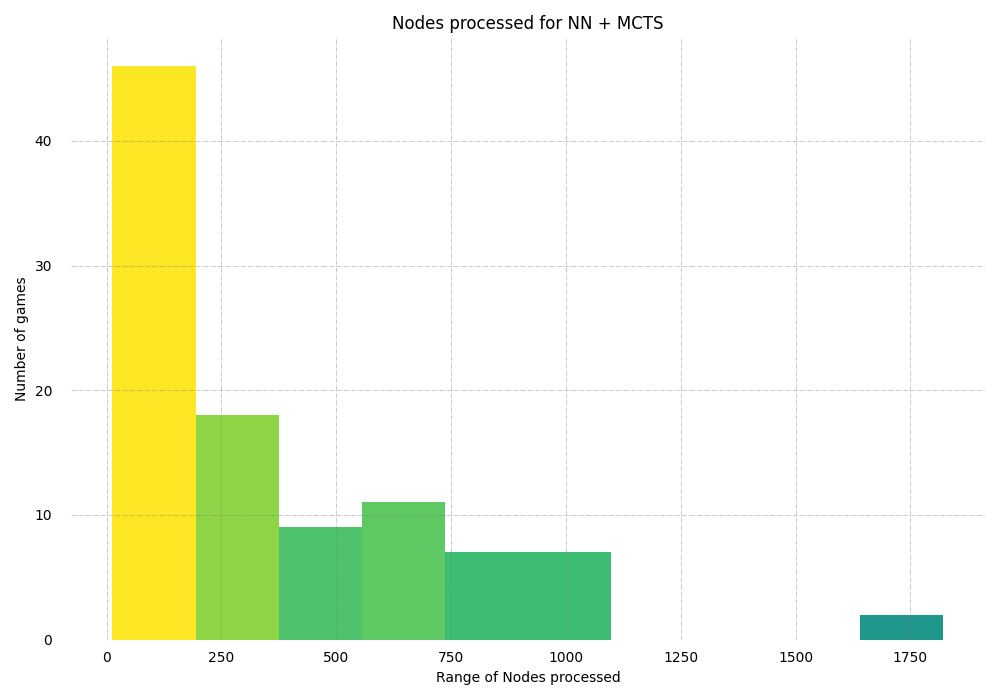 Nodes processed for NN + MCTS
Number of games
40
30
20
10
0
0 250 500 750 1000 1250 1500 1750
Range of Nodes processed